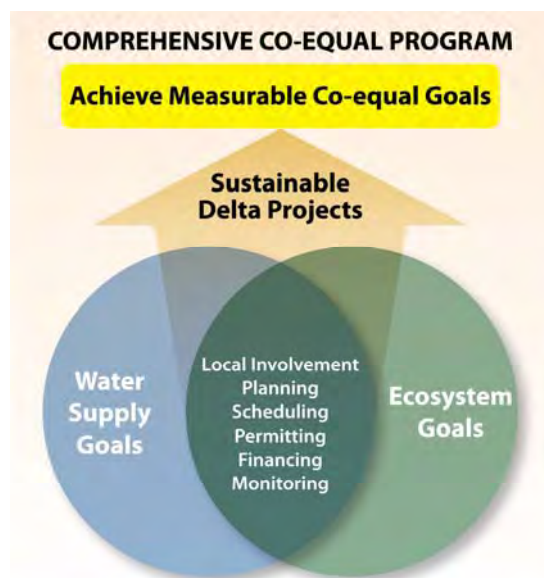 COMPREHENSIVE CO-EQUAL PROGRAM
Achieve Measurable Co-equal Goals
Sustainable
Delta Projects
Water
Supply
Goals
Local Involvement
Planning
Scheduling
Permitting
Financing
Monitoring
Ecosystem
Goals